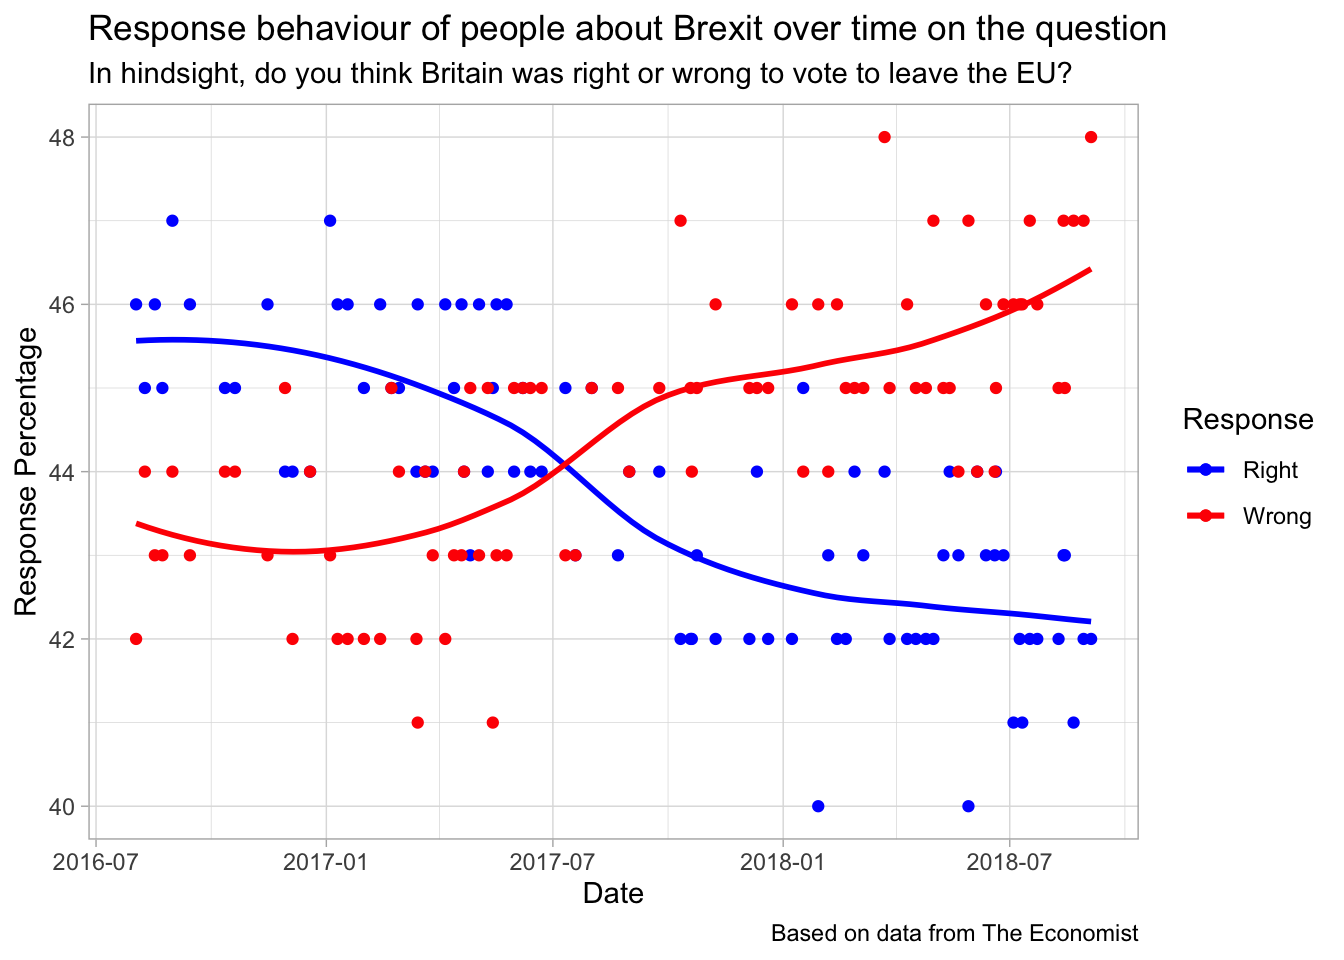 Response behaviour of people about Brexit over time on the question
In hindsight, do you think Britain was right or wrong to vote to leave the EU?
48
46
44
42
40
Response Percentage
2016-07 2017-01 2017-07 2018-01 2018-07
Date
Response
Right
Wrong
Based on data from The Economist